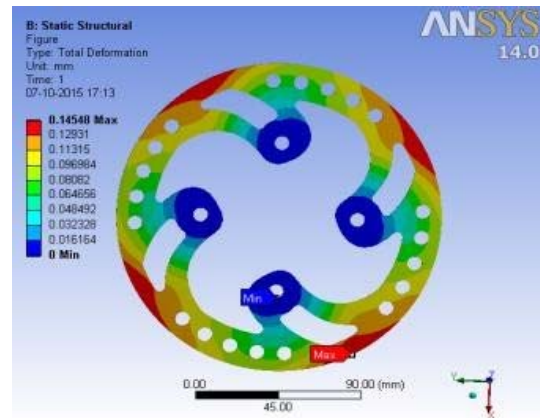 B: Static Structural
Figure
Type: Total Deformation
Unit: mm
Time: 1
07-10-2015 17:13
0.14548 Max
0.12931
0.11315
0.096984
0.08082
0.064656
0.048492
0.032328
0.016164
0 Min
ANSYS
14.0
Min
Max
0.00
90.00 (mm)
45.00
Y
Z
X